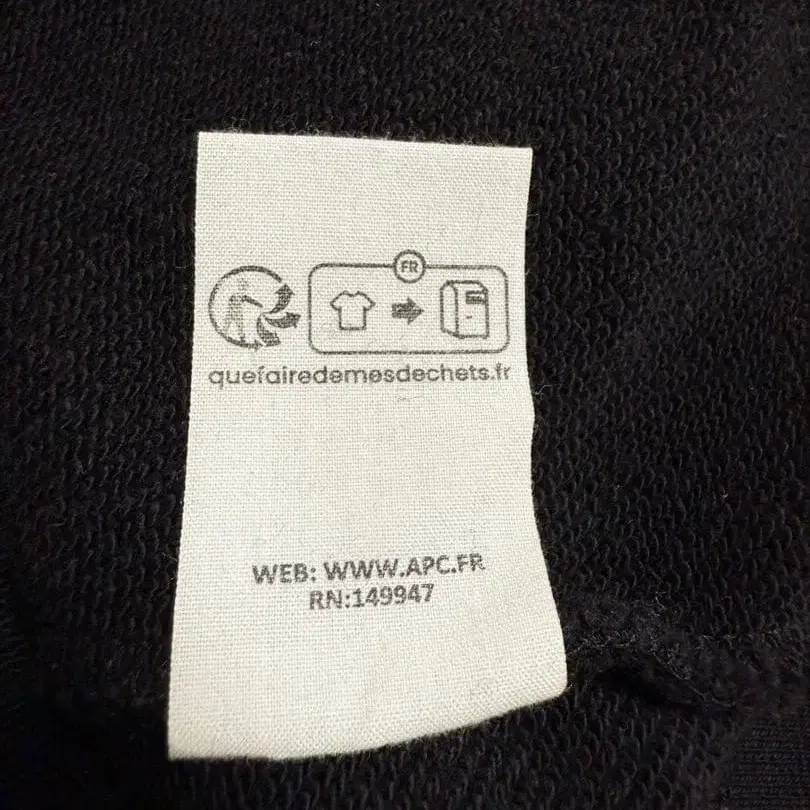 FR
quefairedemesdechets.fr
WEB: WWW.APC.FR
RN:149947